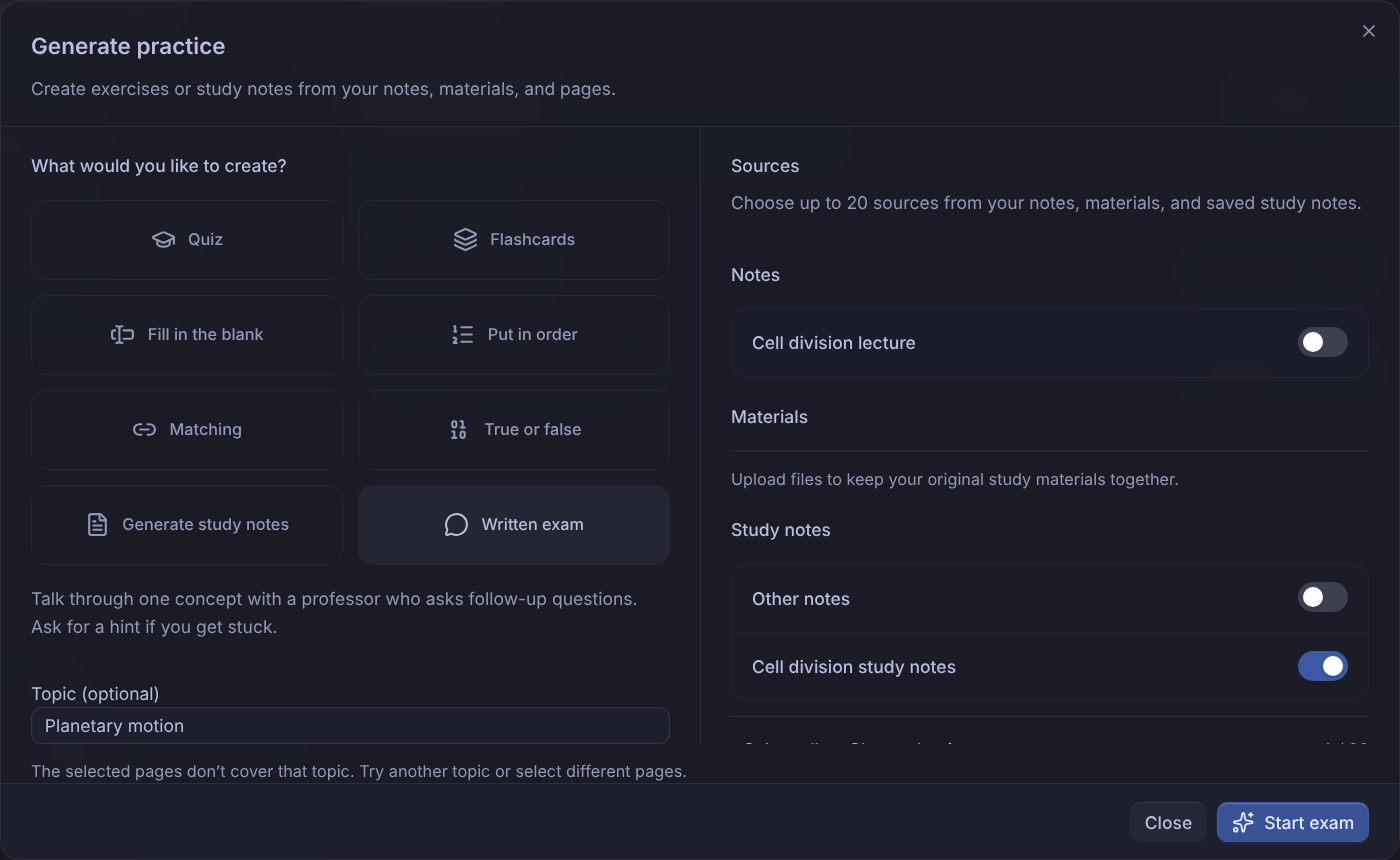 Generate practice
Create exercises or study notes from your notes, materials, and pages.
What would you like to create?
Quiz
Flashcards
Fill in the blank
Put in order
Matching
True or false
Generate study notes
Written exam
Talk through one concept with a professor who asks follow-up questions.
Ask for a hint if you get stuck.
Topic (optional)
Planetary motion
The selected pages don’t cover that topic. Try another topic or select different pages.
Sources
Choose up to 20 sources from your notes, materials, and saved study notes.
Notes
Cell division lecture
Materials
Upload files to keep your original study materials together.
Study notes
Other notes
Cell division study notes
Close
Start exam